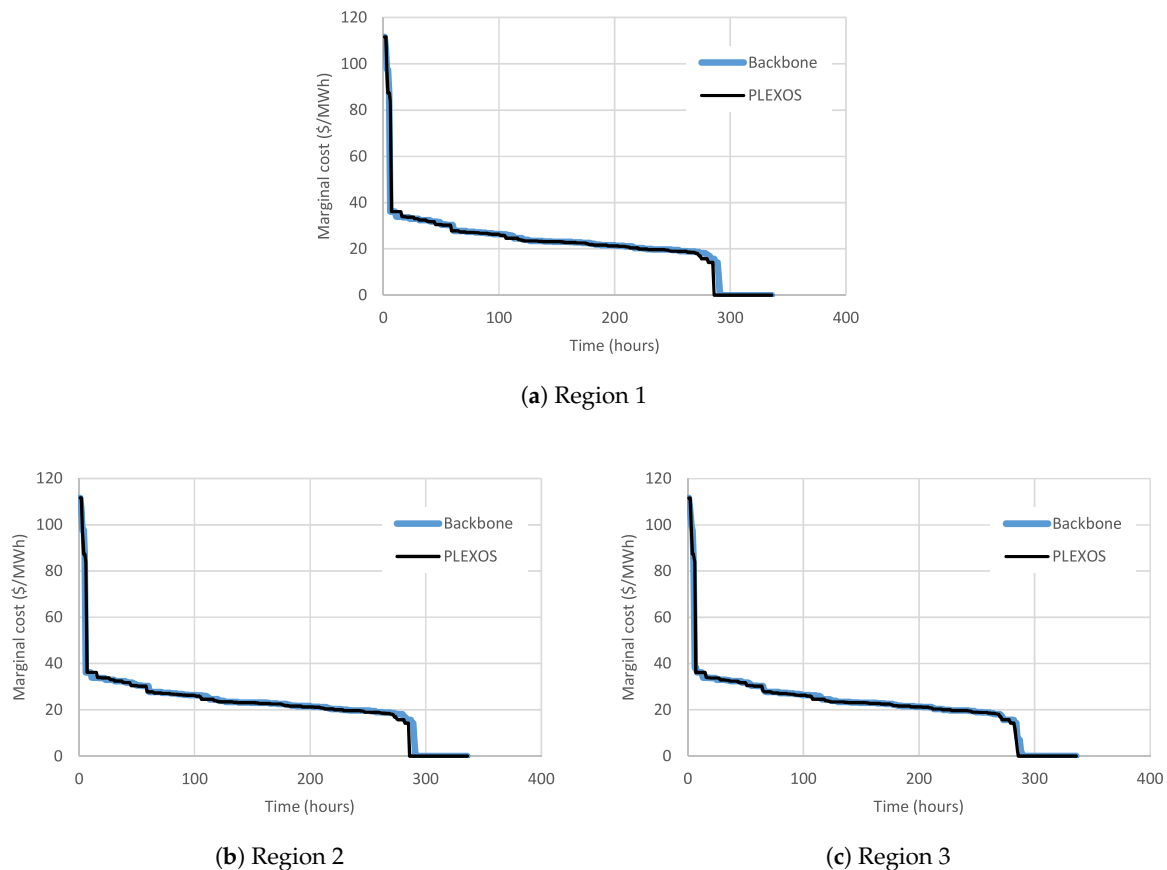 120
100
80
60
40
20
0
Marginal cost ($/MWh)
Backbone
PLEXOS
0 100 200 300 400
Time (hours)
(a) Region 1
120
100
80
60
40
20
0
Marginal cost ($/MWh)
Backbone
PLEXOS
0 100 200 300 400
Time (hours)
(b) Region 2
120
100
80
60
40
20
0
Marginal cost ($/MWh)
Backbone
PLEXOS
0 100 200 300 400
Time (hours)
(c) Region 3